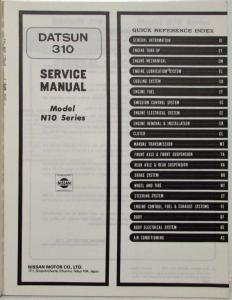 DATSUN
310
SERVICE
MANUAL
Model
N10 Series
NISSAN
NISSAN MOTOR CO., LTD.
QUICK REFERENCE INDEX
GENERAL INFORMATION GI
ENGINE TUNE UP ET
ENGINE MECHANICAL EM
ENGINE LUBRICATION SYSTEM EL
COOLING SYSTEM CO
ENGINE FUEL EF
EMISSION CONTROL SYSTEM EC
ENGINE ELECTRICAL SYSTEM EE
ENGINE REMOVAL & INSTALLATION ER
CLUTCH CL
MANUAL TRANSMISSION MT
FRONT AXLE & FRONT SUSPENSION FA
REAR AXLE & REAR SUSPENSION RA
BRAKE SYSTEM BR
WHEEL AND TIRE WT
STEERING SYSTEM ST
ENGINE CONTROL, FUEL & EXHAUST SYSTEMS FE
BODY BF
BODY ELECTRICAL SYSTEM BE
AIR CONDITIONING AC